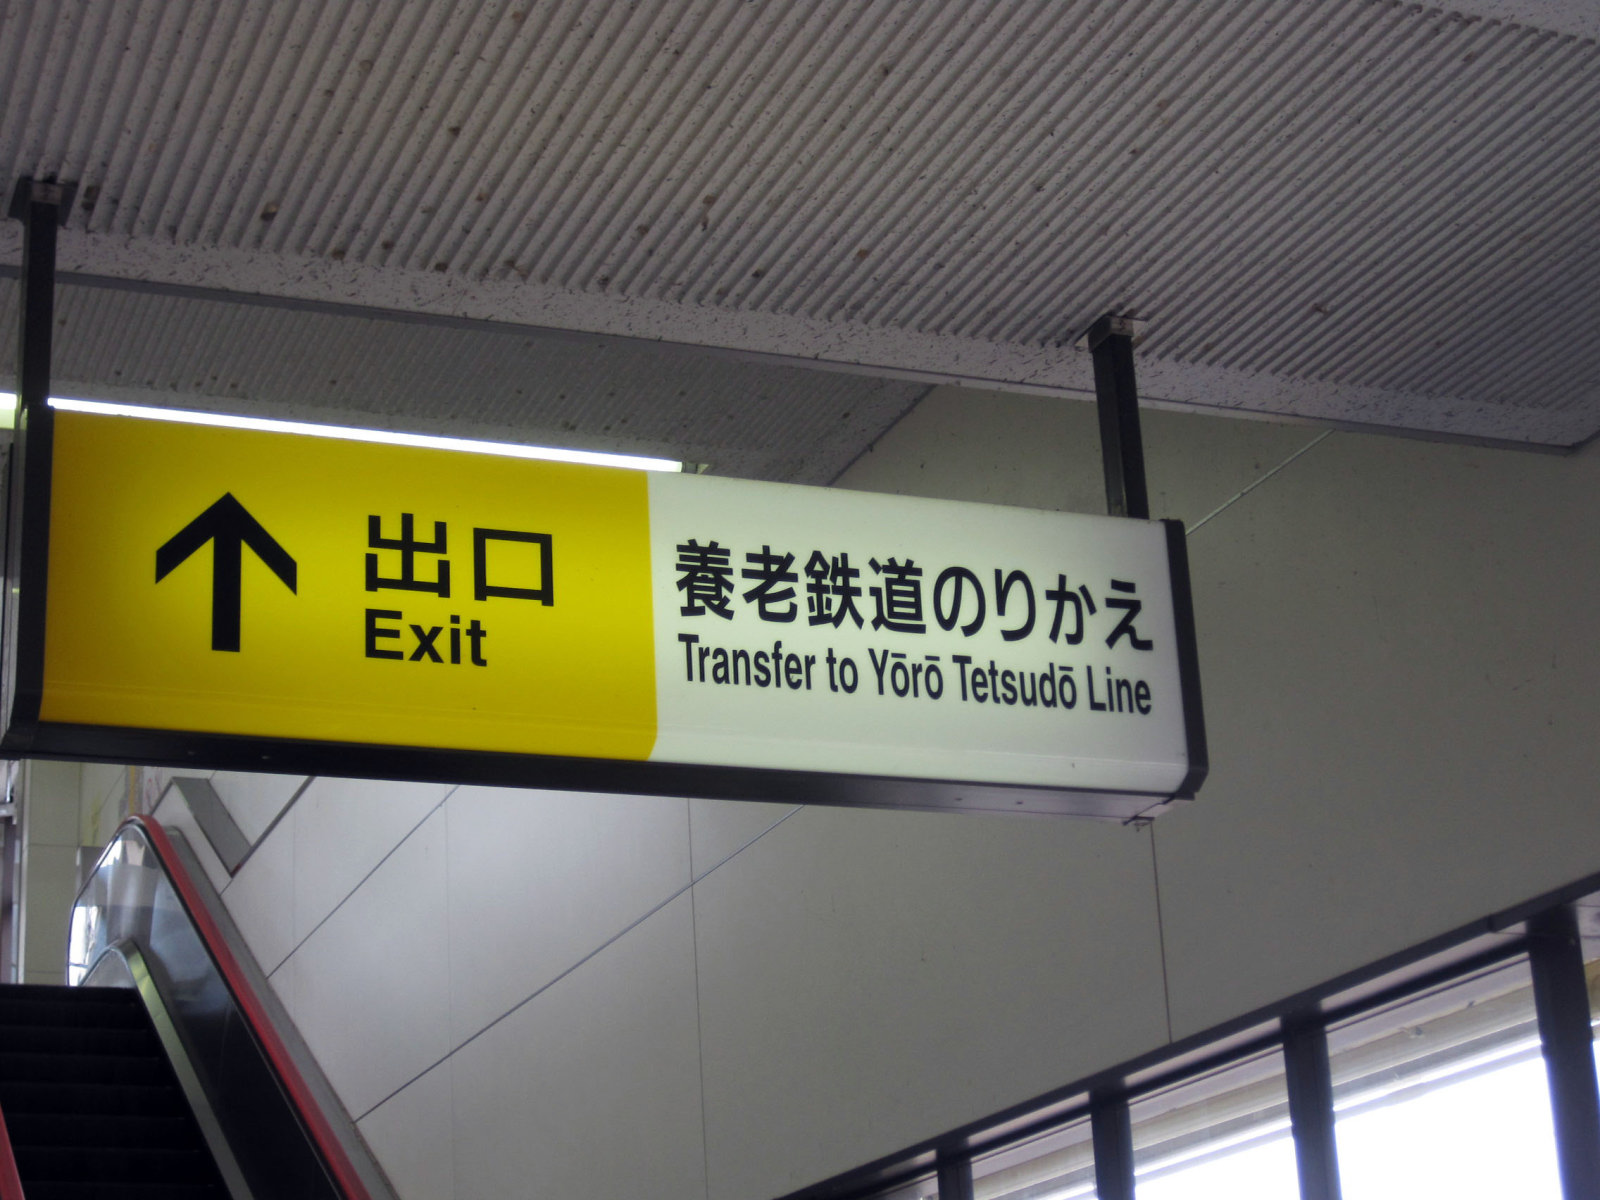 出口
Exit
養老鉄道のりかえ
Transfer to Yōrō Tetsudō Line